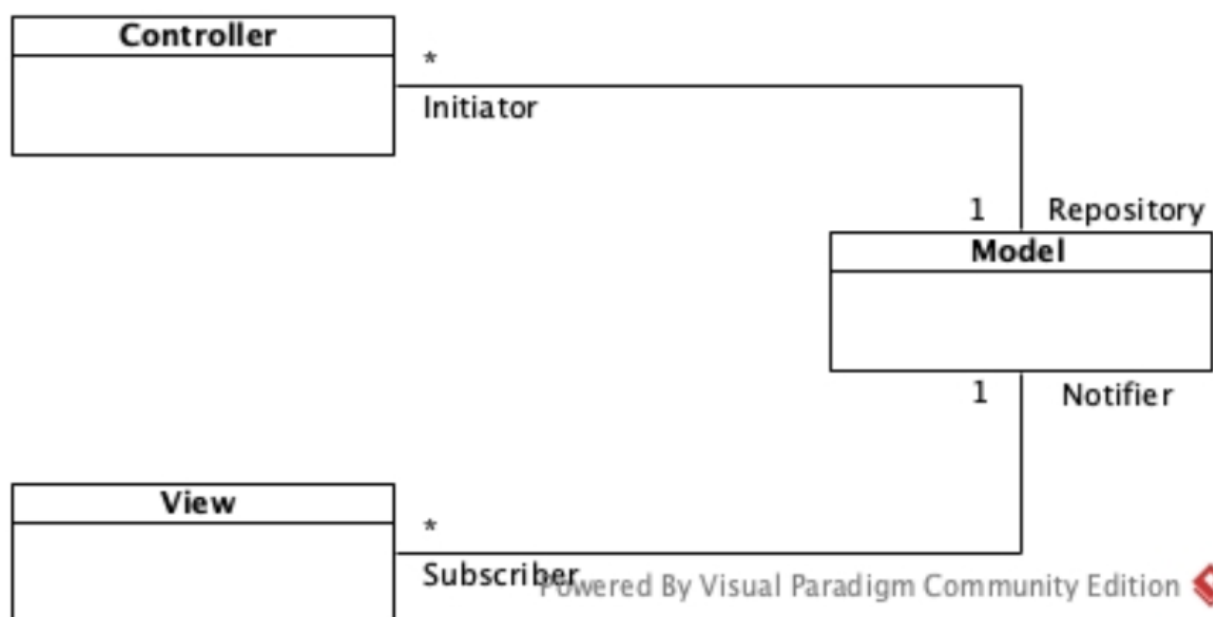 Controller
*
Initiator
1 Repository
Model
1 Notifier
View
*
Subscriber
Powered By Visual Paradigm Community Edition